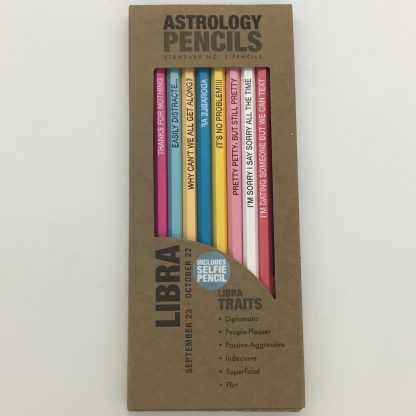 ASTROLOGY
PENCILS
STANDARD NO. 2 PENCILS
THANKS FOR NOTHING
EASILY DISTRACTE...
WHY CAN'T WE ALL GET ALONG?
ADORABLE AF
IT'S NO PROBLEM!!!!
PRETTY PETTY, BUT STILL PRETTY
I'M SORRY I SAY SORRY ALL THE TIME
I'M DATING SOMEONE BUT WE CAN TEXT
LIBRA
SEPTEMBER 23 - OCTOBER 22
INCLUDES
SELFIE
PENCIL
LIBRA
TRAITS
• Diplomatic
• People-Pleaser
• Passive-Aggressive
• Indecisive
• Superficial
• Flirt